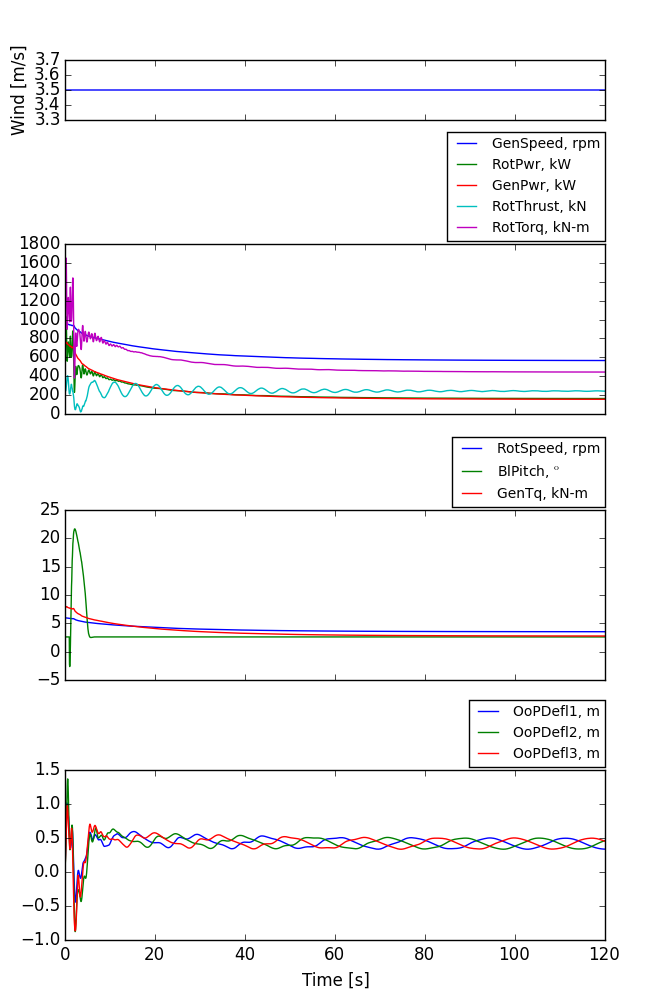 Wind [m/s]
3.7
3.6
3.5
3.4
3.3
GenSpeed, rpm
RotPwr, kW
GenPwr, kW
RotThrust, kN
RotTorq, kN-m
1800
1600
1400
1200
1000
800
600
400
200
0
RotSpeed, rpm
BlPitch, °
GenTq, kN-m
25
20
15
10
5
0
−5
OoPDefl1, m
OoPDefl2, m
OoPDefl3, m
1.5
1.0
0.5
0.0
−0.5
−1.0
0 20 40 60 80 100 120
Time [s]